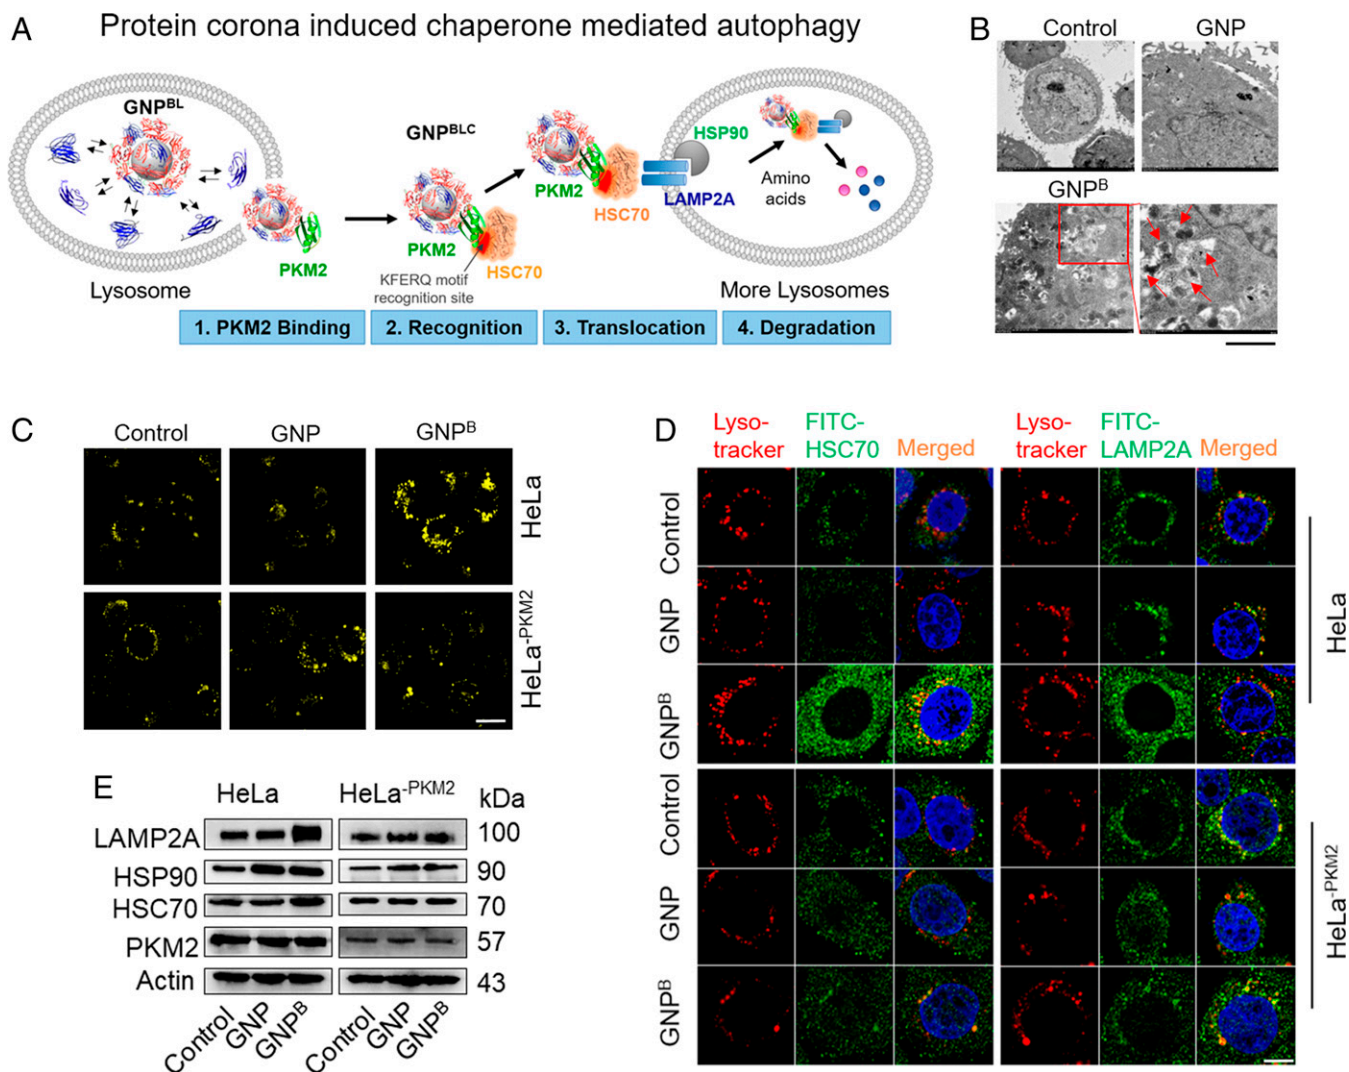 A
Protein corona induced chaperone mediated autophagy
GNP^BL
GNP^BLC
HSP90
PKM2
PKM2
PKM2
HSC70
HSC70
LAMP2A
Amino
acids
KFERQ motif
recognition site
Lysosome
More Lysosomes
1. PKM2 Binding
2. Recognition
3. Translocation
4. Degradation
B
Control
GNP
GNP^B
C
Control
GNP
GNP^B
HeLa
HeLa^-PKM2
D
Lyso-
tracker
FITC-
HSC70
Merged
Lyso-
tracker
FITC-
LAMP2A
Merged
Control
GNP
GNP^B
HeLa
Control
GNP
GNP^B
HeLa^-PKM2
E
HeLa
HeLa^-PKM2
kDa
LAMP2A
100
HSP90
90
HSC70
70
PKM2
57
Actin
43
Control
GNP
GNP^B
Control
GNP
GNP^B